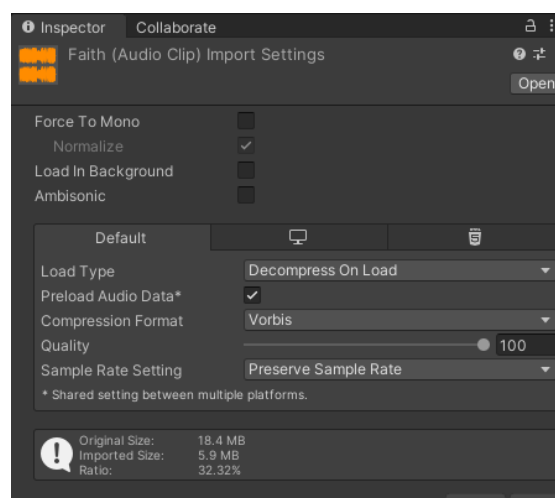 Inspector Collaborate
Faith (Audio Clip) Import Settings
Open
Force To Mono
Normalize
Load In Background
Ambisonic
Default
Load Type Decompress On Load
Preload Audio Data*
Compression Format Vorbis
Quality 100
Sample Rate Setting Preserve Sample Rate
* Shared setting between multiple platforms.
Original Size: 18.4 MB
Imported Size: 5.9 MB
Ratio: 32.32%